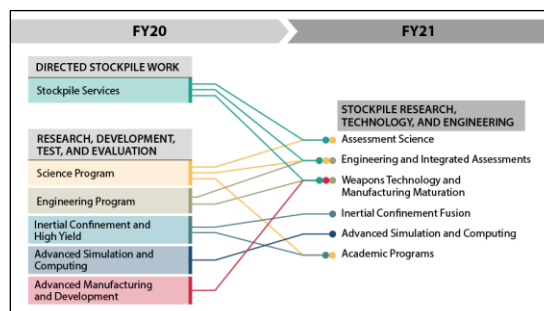 FY20
FY21
DIRECTED STOCKPILE WORK
Stockpile Services
RESEARCH, DEVELOPMENT,
TEST, AND EVALUATION
Science Program
Engineering Program
Inertial Confinement and
High Yield
Advanced Simulation and
Computing
Advanced Manufacturing
and Development
STOCKPILE RESEARCH,
TECHNOLOGY, AND ENGINEERING
Assessment Science
Engineering and Integrated Assessments
Weapons Technology and
Manufacturing Maturation
Inertial Confinement Fusion
Advanced Simulation and Computing
Academic Programs